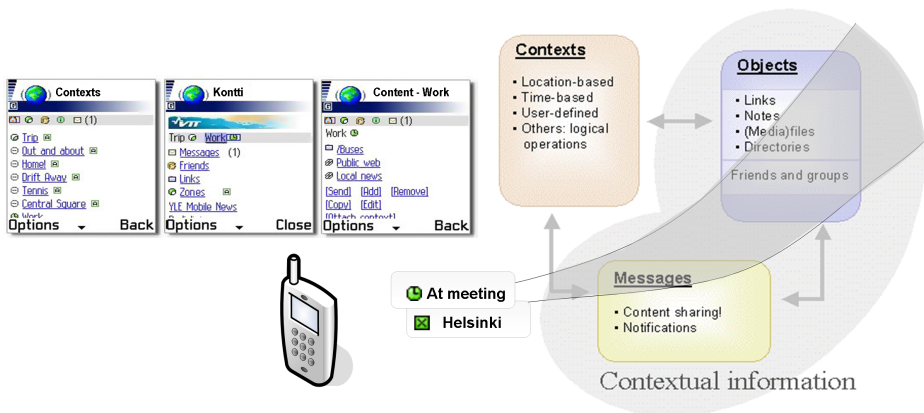 Contexts
(1)
Trip
Out and about
Home!
Drift Away
Tennis
Central Square
Work
Options
Back
Kontti
VTT
Trip Work
Messages (1)
Friends
Links
Zones
YLE Mobile News
Options
Close
Content - Work
(1)
Work
/Buses
Public web
Local news
[Send] [Add] [Remove]
[Copy] [Edit]
[Attach context]
Options
Back
Contexts
▪ Location-based
▪ Time-based
▪ User-defined
▪ Others: logical
operations
Objects
▪ Links
▪ Notes
▪ (Media)files
▪ Directories
Friends and groups
Messages
▪ Content sharing!
▪ Notifications
At meeting
Helsinki
Contextual information